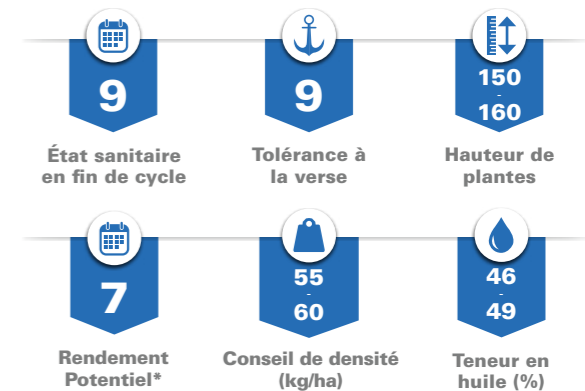 9
État sanitaire
en fin de cycle
9
Tolérance à
la verse
150
-
160
Hauteur de
plantes
7
Rendement
Potentiel*
55
-
60
Conseil de densité
(kg/ha)
46
-
49
Teneur en
huile (%)